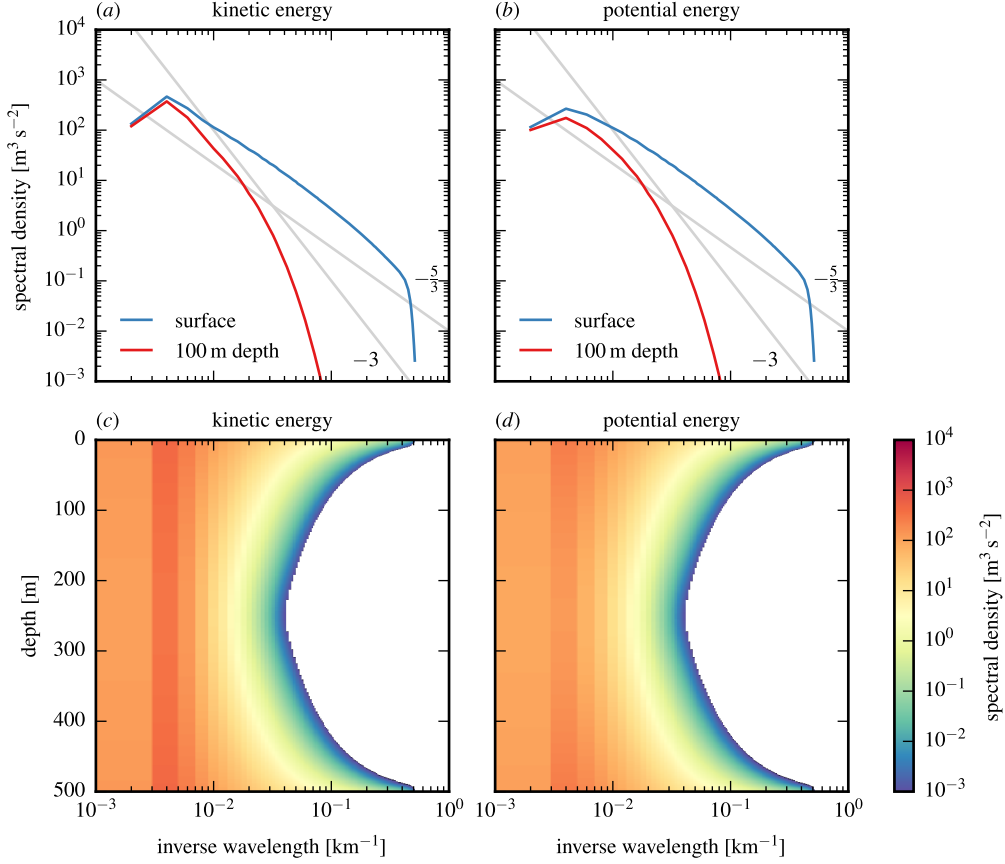 (a) kinetic energy
(b) potential energy
10^4
10^3
10^2
10^1
10^0
10^−1
10^−2
10^−3
spectral density [m^3 s^−2]
−5/3
−3
surface
100 m depth
−5/3
−3
surface
100 m depth
(c) kinetic energy
(d) potential energy
0
100
200
300
400
500
depth [m]
10^−3 10^−2 10^−1 10^0
inverse wavelength [km^−1]
10^−3 10^−2 10^−1 10^0
inverse wavelength [km^−1]
10^4
10^3
10^2
10^1
10^0
10^−1
10^−2
10^−3
spectral density [m^3 s^−2]